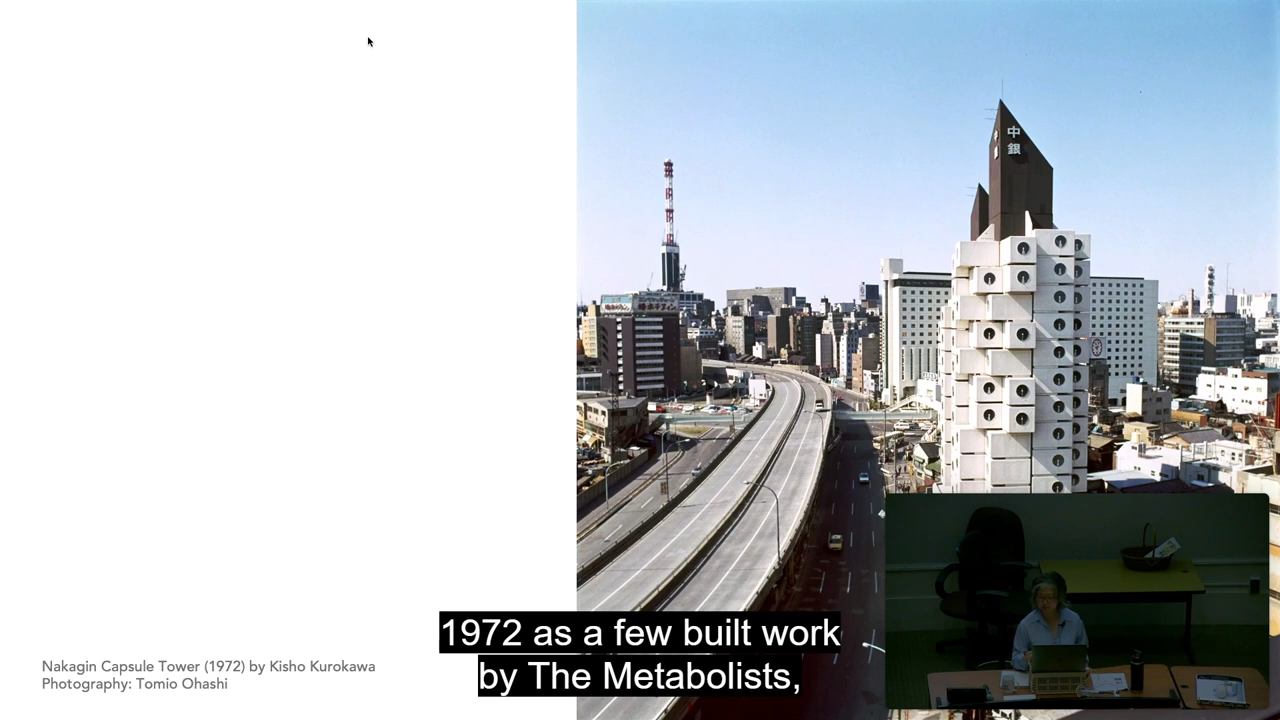 中
銀
Nakagin Capsule Tower (1972) by Kisho Kurokawa
Photography: Tomio Ohashi
1972 as a few built work
by The Metabolists,